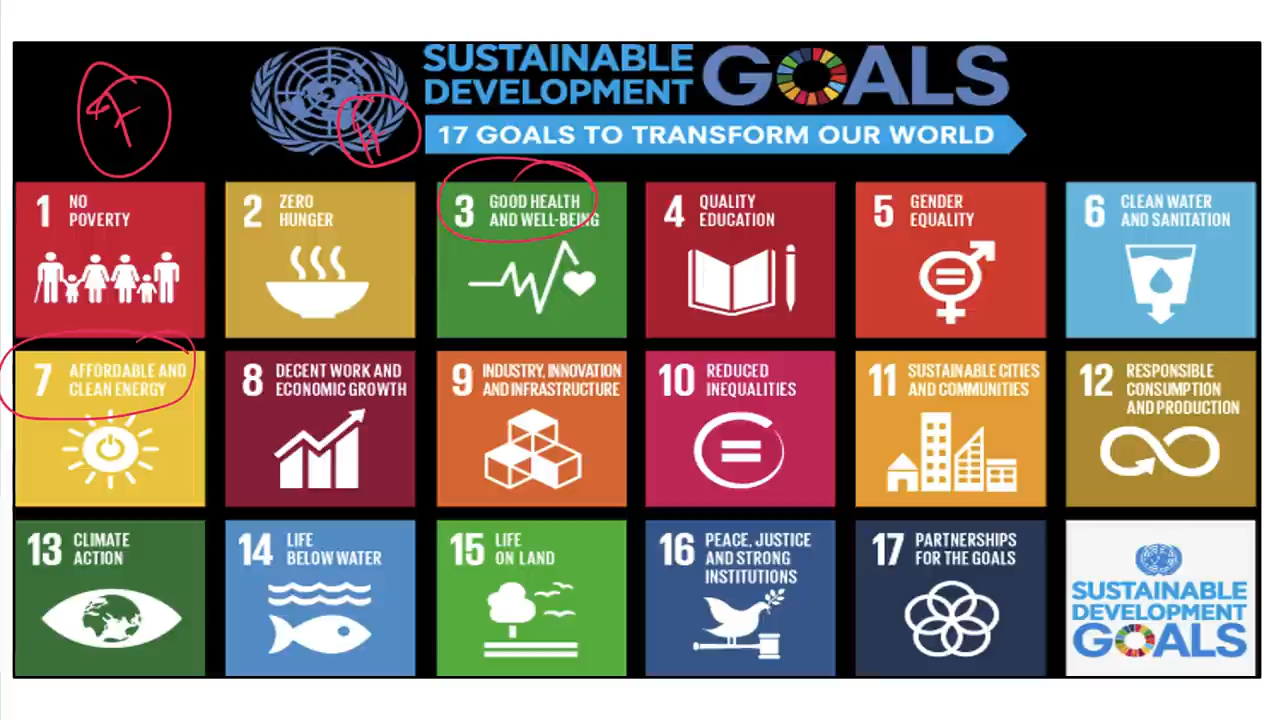 SUSTAINABLE
DEVELOPMENT
GOALS
17 GOALS TO TRANSFORM OUR WORLD
1 NO
POVERTY
2 ZERO
HUNGER
3 GOOD HEALTH
AND WELL-BEING
4 QUALITY
EDUCATION
5 GENDER
EQUALITY
6 CLEAN WATER
AND SANITATION
7 AFFORDABLE AND
CLEAN ENERGY
8 DECENT WORK AND
ECONOMIC GROWTH
9 INDUSTRY, INNOVATION
AND INFRASTRUCTURE
10 REDUCED
INEQUALITIES
11 SUSTAINABLE CITIES
AND COMMUNITIES
12 RESPONSIBLE
CONSUMPTION
AND PRODUCTION
13 CLIMATE
ACTION
14 LIFE
BELOW WATER
15 LIFE
ON LAND
16 PEACE, JUSTICE
AND STRONG
INSTITUTIONS
17 PARTNERSHIPS
FOR THE GOALS
SUSTAINABLE
DEVELOPMENT
GOALS